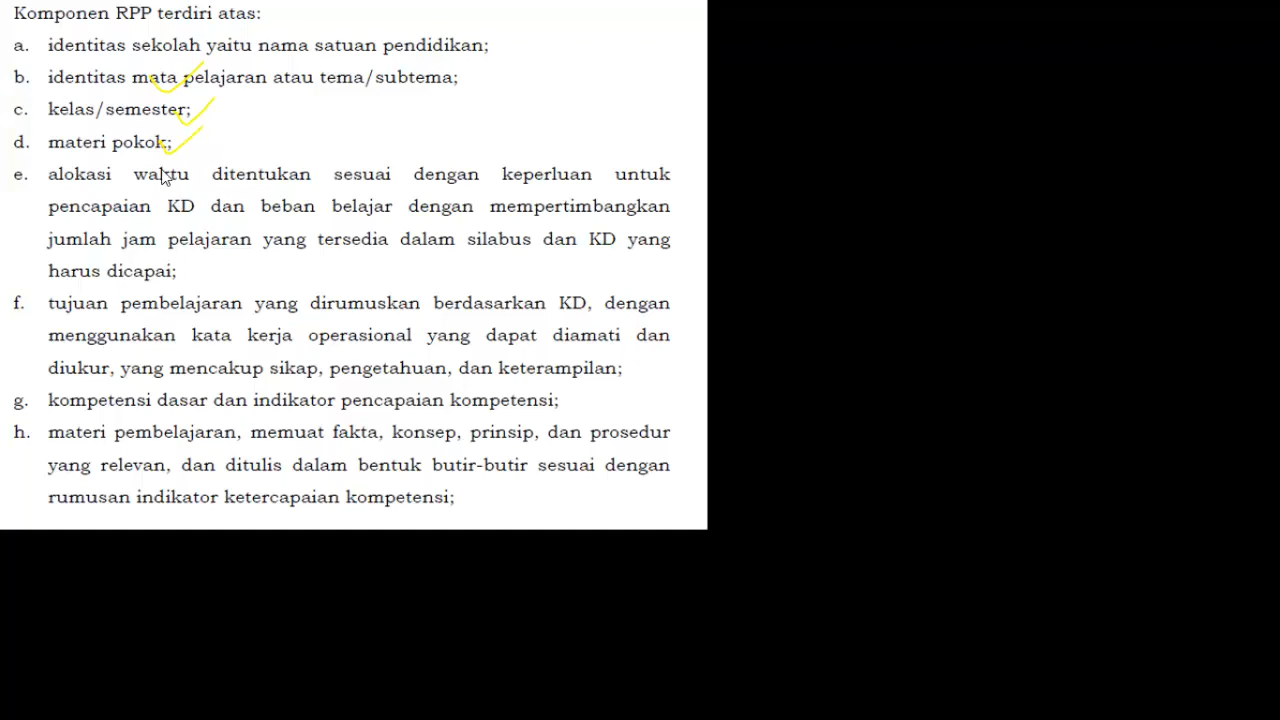 Komponen RPP terdiri atas:
a. identitas sekolah yaitu nama satuan pendidikan;
b. identitas mata pelajaran atau tema/subtema;
c. kelas/semester;
d. materi pokok;
e. alokasi waktu ditentukan sesuai dengan keperluan untuk
pencapaian KD dan beban belajar dengan mempertimbangkan
jumlah jam pelajaran yang tersedia dalam silabus dan KD yang
harus dicapai;
f. tujuan pembelajaran yang dirumuskan berdasarkan KD, dengan
menggunakan kata kerja operasional yang dapat diamati dan
diukur, yang mencakup sikap, pengetahuan, dan keterampilan;
g. kompetensi dasar dan indikator pencapaian kompetensi;
h. materi pembelajaran, memuat fakta, konsep, prinsip, dan prosedur
yang relevan, dan ditulis dalam bentuk butir-butir sesuai dengan
rumusan indikator ketercapaian kompetensi;